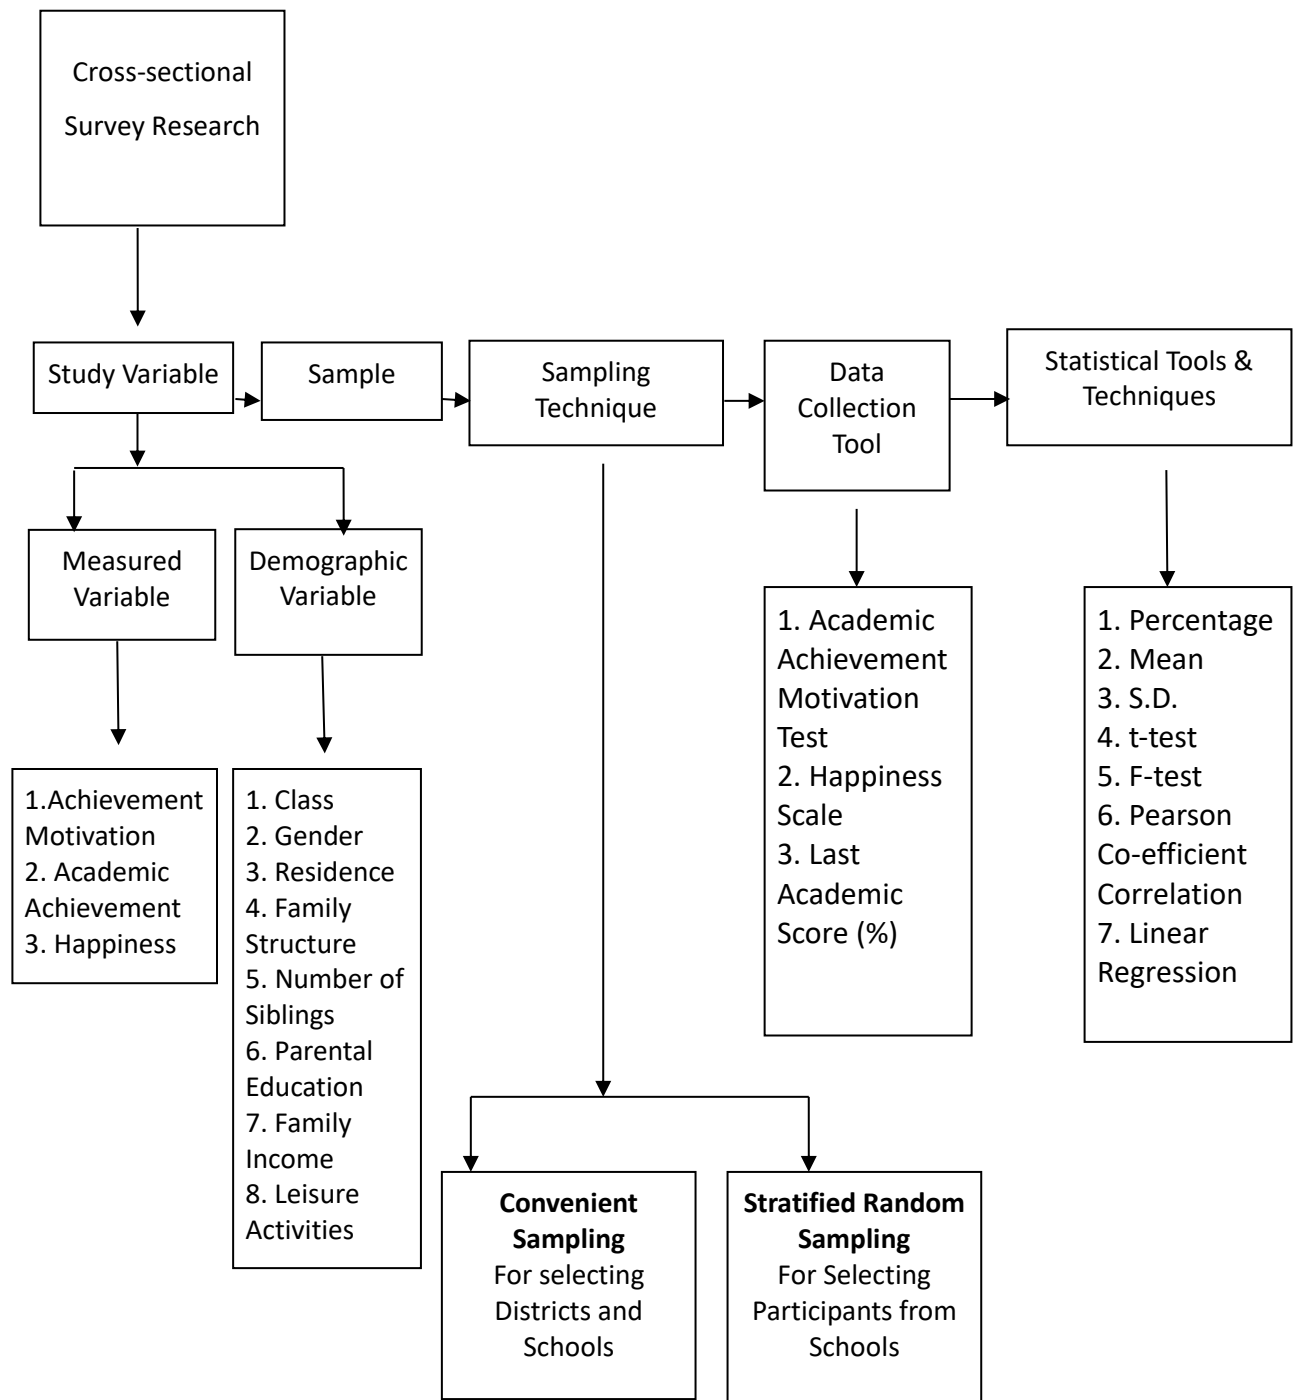 Cross-sectional
Survey Research
Study Variable
Sample
Sampling
Technique
Data
Collection
Tool
Statistical Tools &
Techniques
Measured
Variable
Demographic
Variable
1.Achievement
Motivation
2. Academic
Achievement
3. Happiness
1. Class
2. Gender
3. Residence
4. Family
Structure
5. Number of
Siblings
6. Parental
Education
7. Family
Income
8. Leisure
Activities
1. Academic
Achievement
Motivation
Test
2. Happiness
Scale
3. Last
Academic
Score (%)
1. Percentage
2. Mean
3. S.D.
4. t-test
5. F-test
6. Pearson
Co-efficient
Correlation
7. Linear
Regression
Convenient
Sampling
For selecting
Districts and
Schools
Stratified Random
Sampling
For Selecting
Participants from
Schools